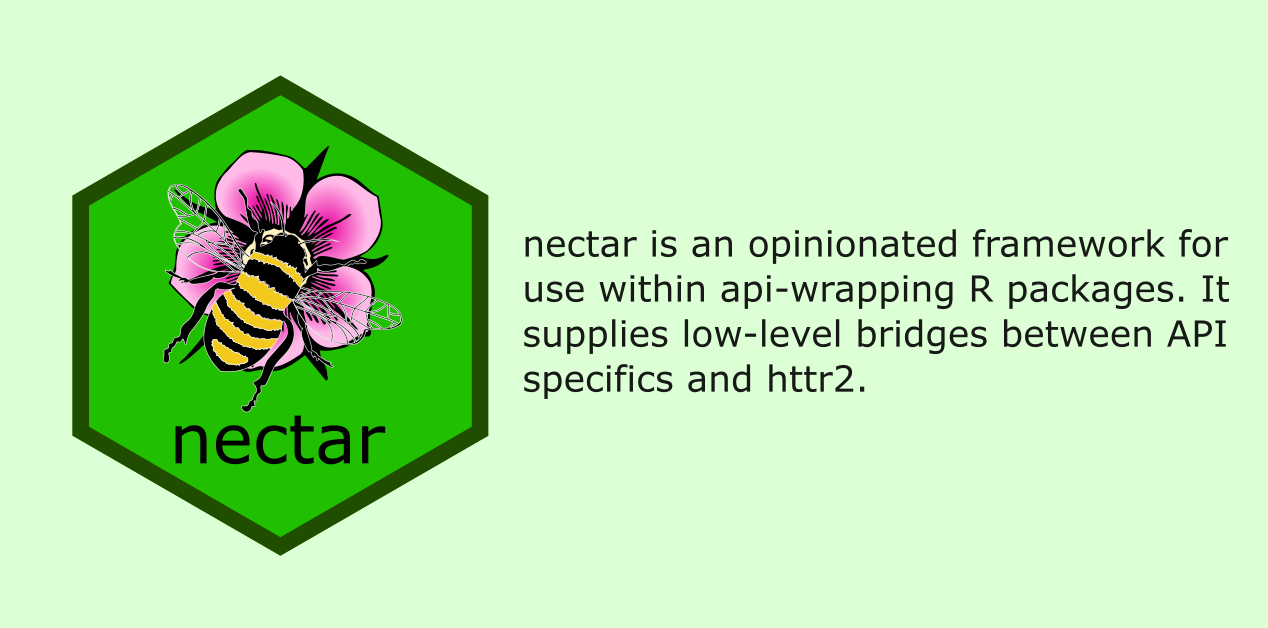 nectar
nectar is an opinionated framework for
use within api-wrapping R packages. It
supplies low-level bridges between API
specifics and httr2.